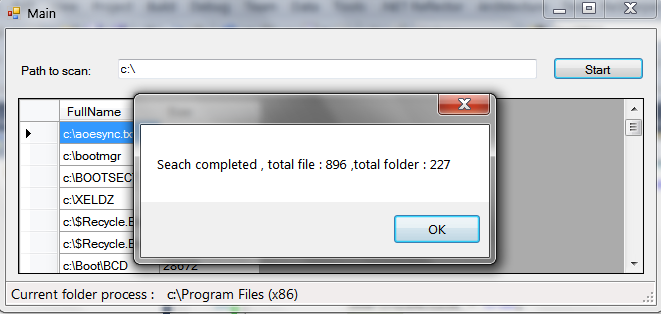 Main
Path to scan: c:\ Start
FullName
c:\aoesync.tx
c:\bootmgr
c:\BOOTSEC
c:\XELDZ
c:\$Recycle.B
c:\$Recycle.B
c:\Boot\BCD 28672
Seach completed , total file : 896 ,total folder : 227
OK
Current folder process : c:\Program Files (x86)